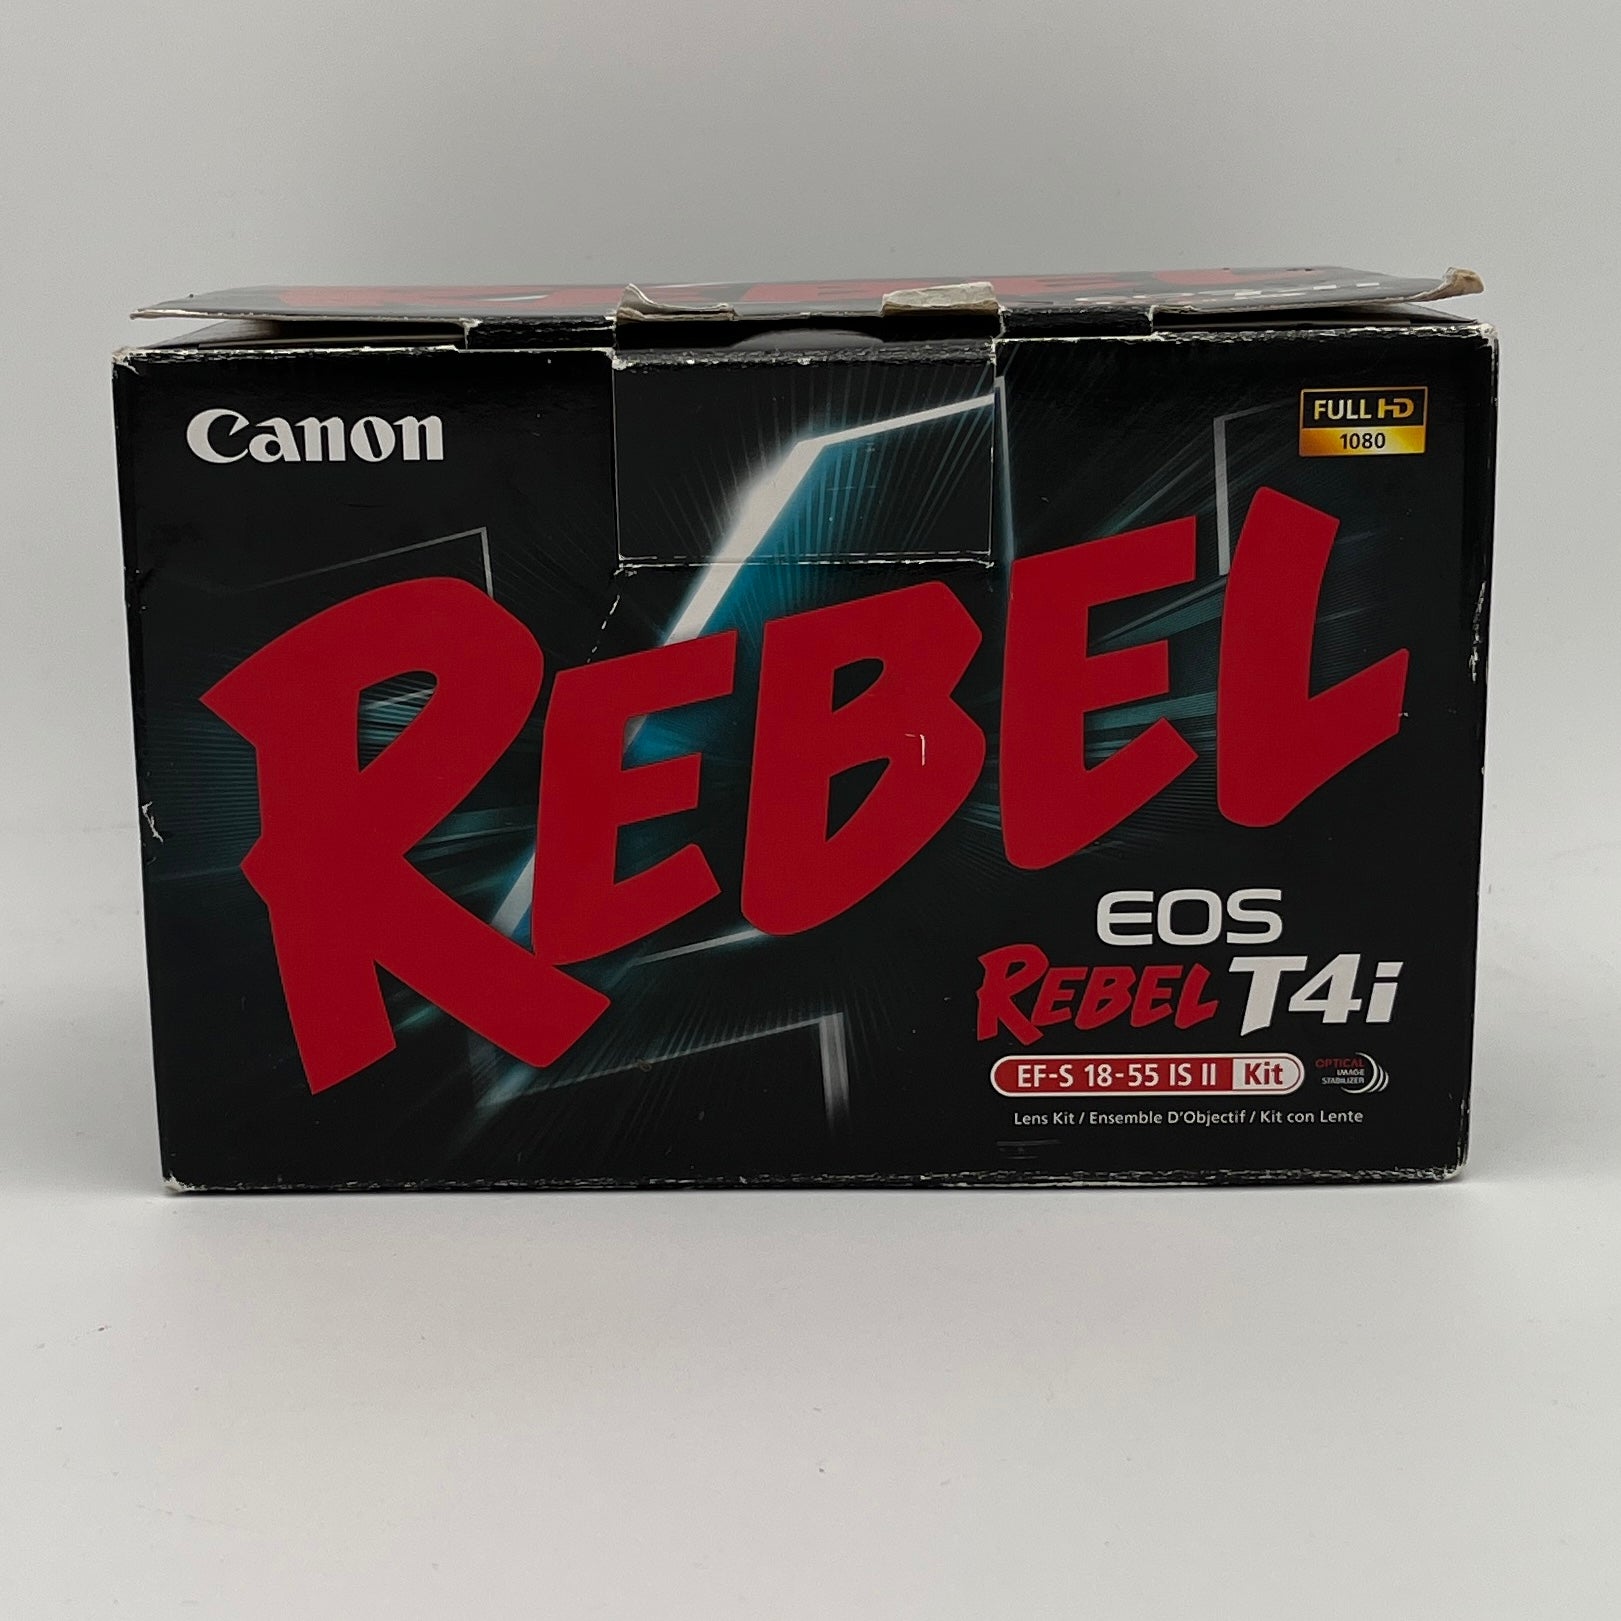 Canon
FULL HD
1080
REBEL
EOS
REBEL T4i
EF-S 18-55 IS II Kit
OPTICAL
IMAGE
STABILIZER
Lens Kit / Ensemble D'Objectif / Kit con Lente